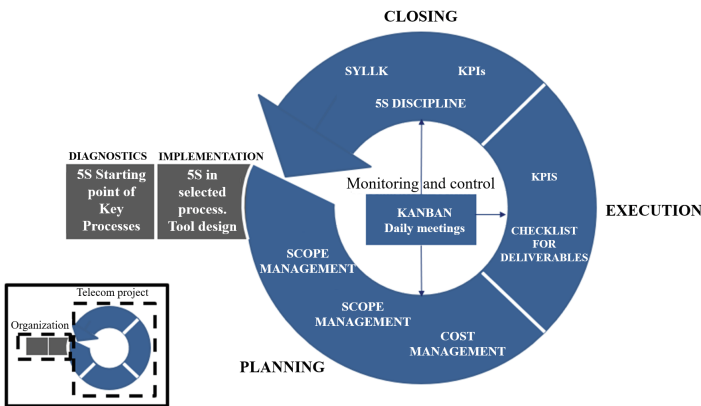 CLOSING
SYLLK
KPIs
5S DISCIPLINE
DIAGNOSTICS
IMPLEMENTATION
5S Starting
point of
Key
Processes
5S in
selected
process.
Tool design
Monitoring and control
KANBAN
Daily meetings
KPIS
CHECKLIST
FOR
DELIVERABLES
EXECUTION
SCOPE
MANAGEMENT
SCOPE
MANAGEMENT
COST
MANAGEMENT
PLANNING
Telecom project
Organization